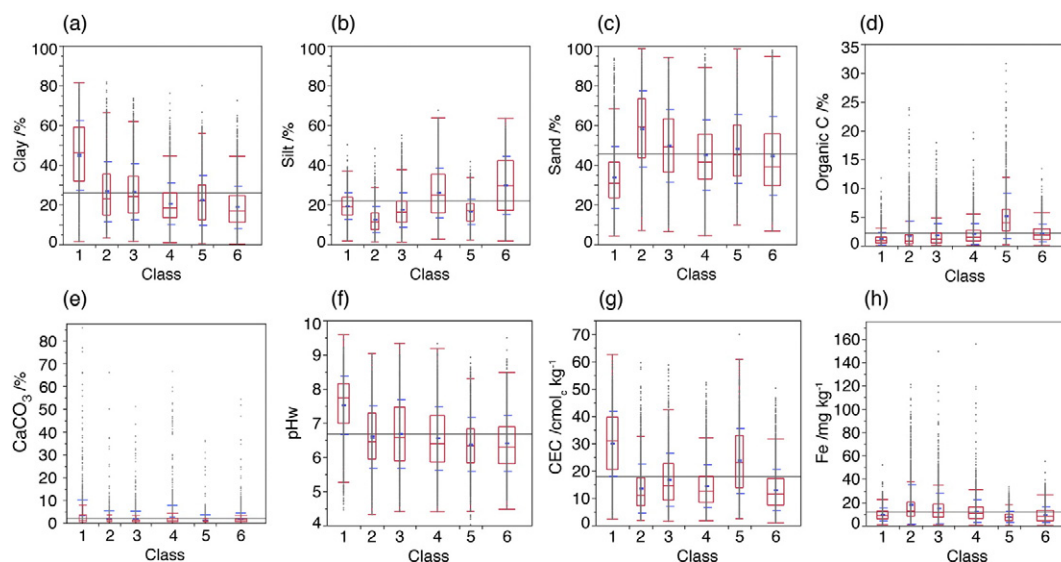 (a)
Clay /%
100
80
60
40
20
0
1 2 3 4 5 6
Class
(b)
Silt /%
100
80
60
40
20
0
1 2 3 4 5 6
Class
(c)
Sand /%
100
80
60
40
20
0
1 2 3 4 5 6
Class
(d)
Organic C /%
35
30
25
20
15
10
5
0
1 2 3 4 5 6
Class
(e)
CaCO3 /%
80
70
60
50
40
30
20
10
0
1 2 3 4 5 6
Class
(f)
pHw
10
9
8
7
6
5
4
1 2 3 4 5 6
Class
(g)
CEC /cmolc kg-1
70
60
50
40
30
20
10
0
1 2 3 4 5 6
Class
(h)
Fe /mg kg-1
160
140
120
100
80
60
40
20
0
1 2 3 4 5 6
Class